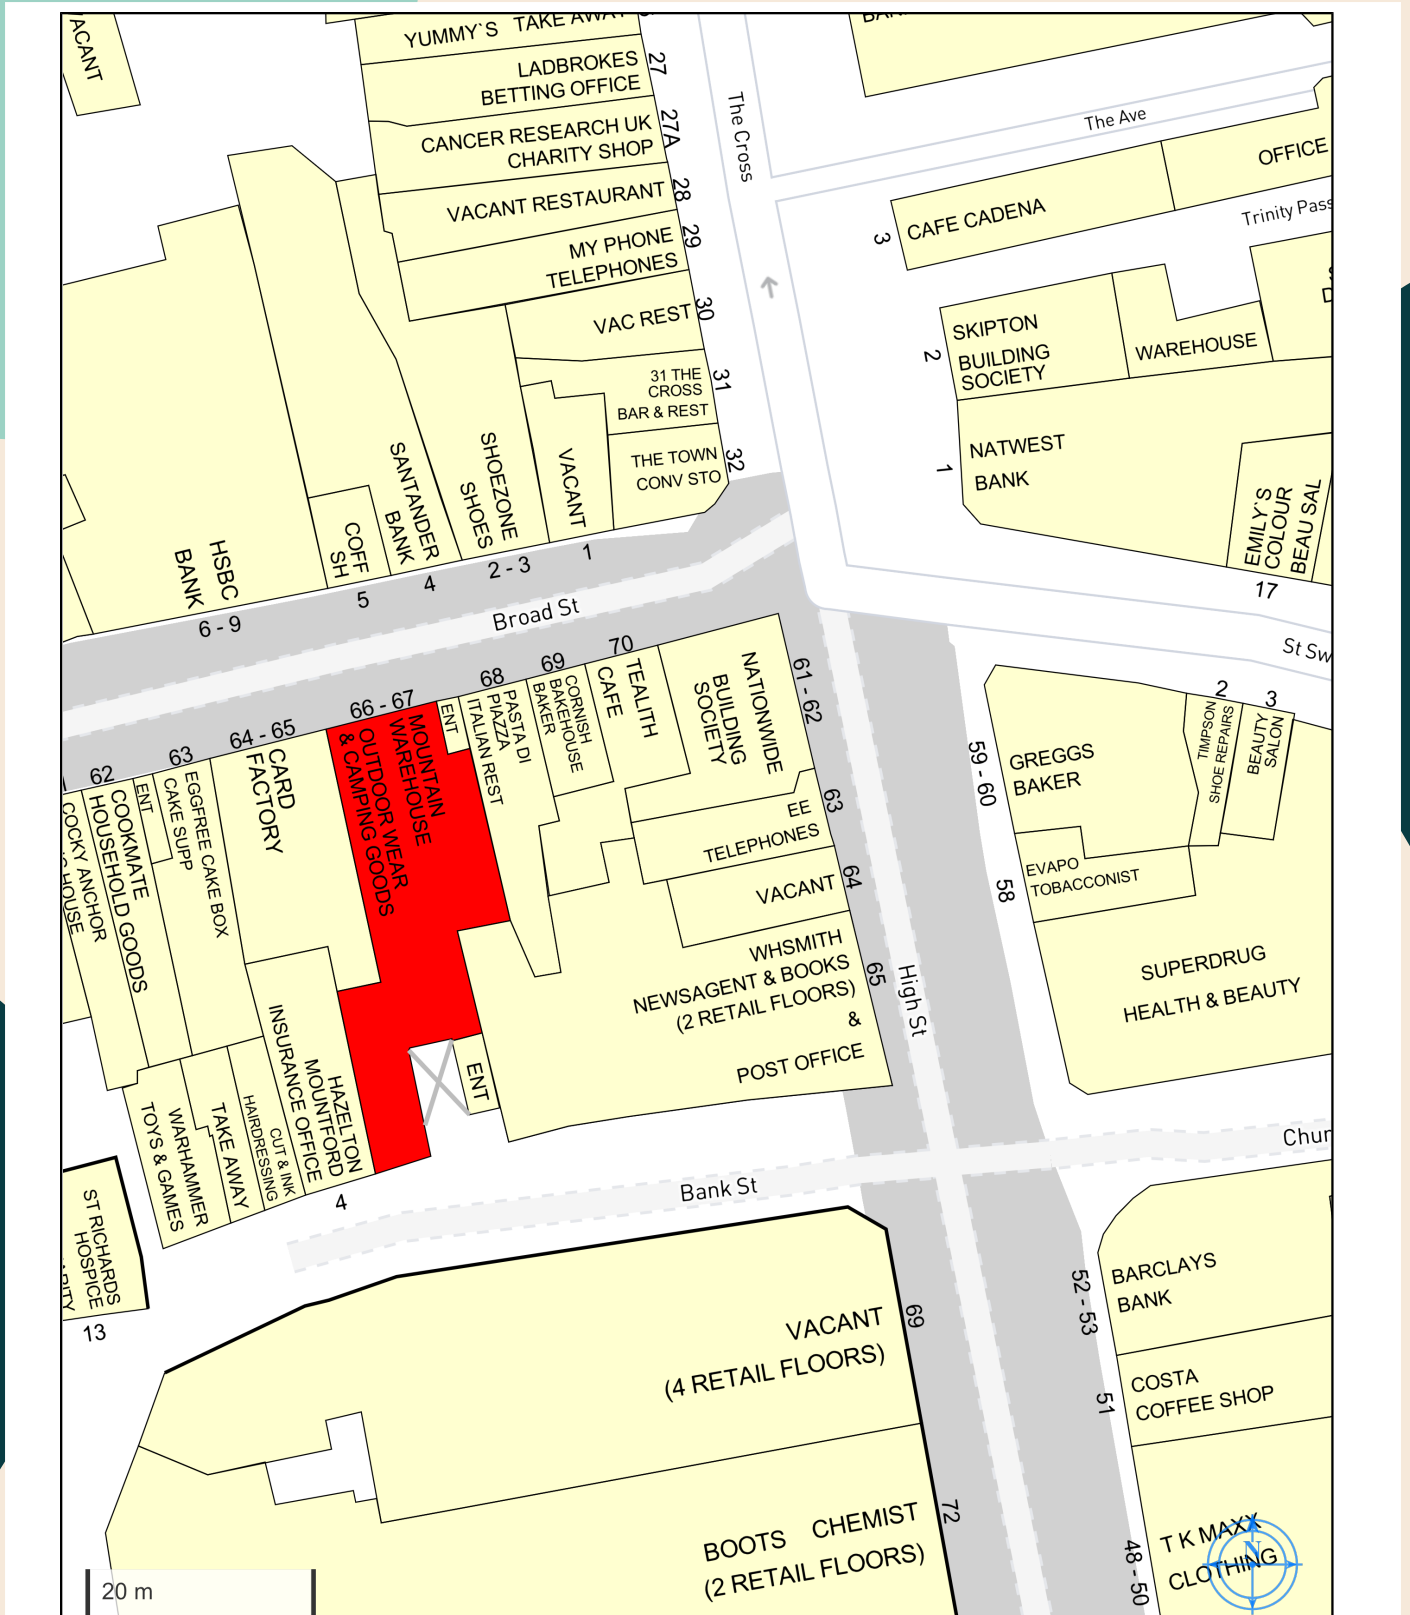 VACANT
YUMMY`S TAKE AWAY
LADBROKES
BETTING OFFICE
27
CANCER RESEARCH UK
CHARITY SHOP
27A
VACANT RESTAURANT
28
MY PHONE
TELEPHONES
29
VAC REST
30
31 THE
CROSS
BAR & REST
31
THE TOWN
CONV STO
32
The Cross
The Ave
OFFICE
CAFE CADENA
3
Trinity Pass
SKIPTON
BUILDING
SOCIETY
2
WAREHOUSE
NATWEST
BANK
1
EMILY`S
COLOUR
BEAU SAL
17
St Sw
HSBC
BANK
6 - 9
COFF
SH
5
SANTANDER
BANK
4
SHOEZONE
SHOES
2 - 3
VACANT
1
Broad St
COCKY ANCHOR
HOUSE
62
COOKMATE
HOUSEHOLD GOODS
ENT
63
EGGFREE CAKE BOX
CAKE SUPP
64 - 65
CARD
FACTORY
66 - 67
MOUNTAIN
WAREHOUSE
OUTDOOR WEAR
& CAMPING GOODS
ENT
68
PASTA DI
PIAZZA
ITALIAN REST
69
CORNISH
BAKEHOUSE
BAKER
70
TEALITH
CAFE
NATIONWIDE
BUILDING
SOCIETY
61 - 62
EE
TELEPHONES
63
VACANT
64
WHSMITH
NEWSAGENT & BOOKS
(2 RETAIL FLOORS)
&
POST OFFICE
65
High St
59 - 60
GREGGS
BAKER
2
TIMPSON
SHOE REPAIRS
3
BEAUTY
SALON
EVAPO
TOBACCONIST
58
SUPERDRUG
HEALTH & BEAUTY
ENT
HAZELTON
MOUNTFORD
INSURANCE OFFICE
4
CUT & INK
HAIRDRESSING
TAKE AWAY
WARHAMMER
TOYS & GAMES
ST RICHARDS
HOSPICE
13
Bank St
Chur
VACANT
(4 RETAIL FLOORS)
69
BARCLAYS
BANK
52 - 53
COSTA
COFFEE SHOP
51
BOOTS CHEMIST
(2 RETAIL FLOORS)
72
T K MAXX
CLOTHING
48 - 50
N
20 m